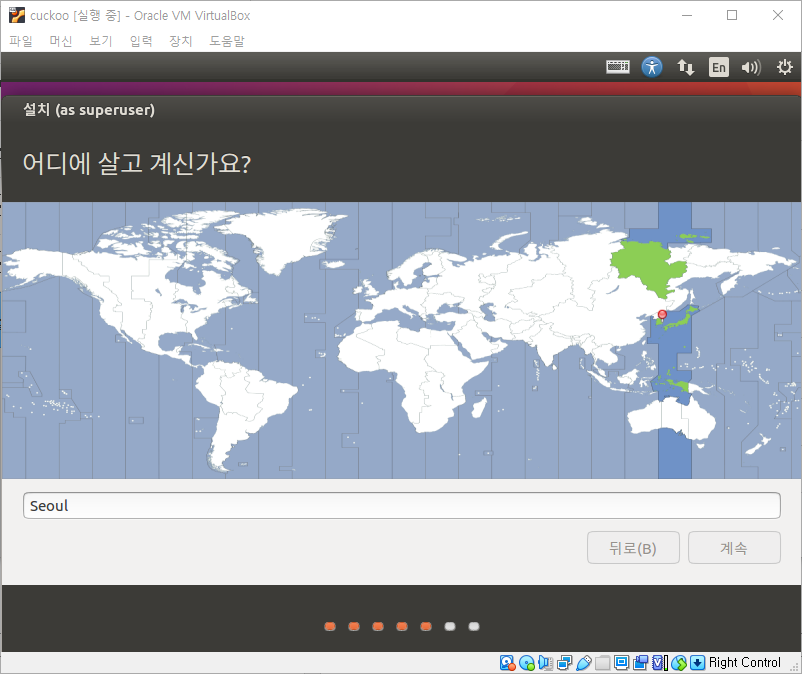 cuckoo [실행 중] - Oracle VM VirtualBox
파일 머신 보기 입력 장치 도움말
En
설치 (as superuser)
어디에 살고 계신가요?
Seoul
뒤로(B) 계속
Right Control